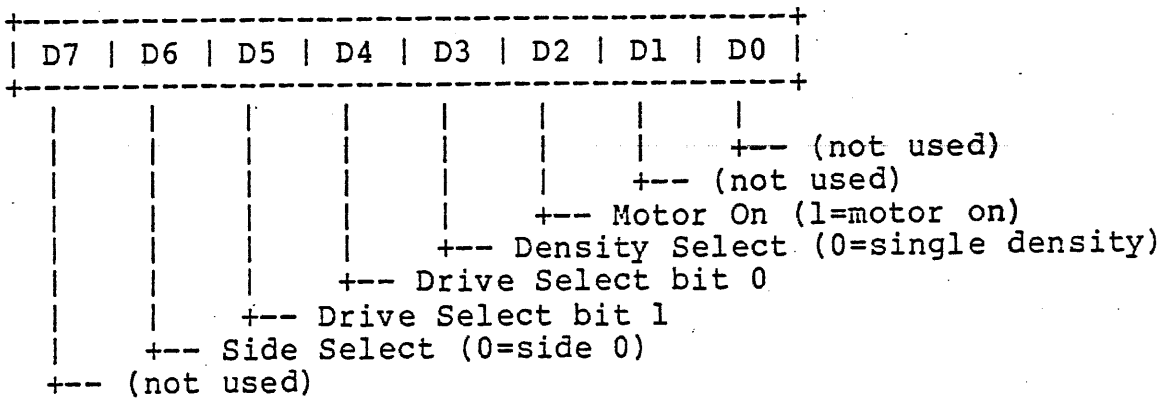 | D7 | D6 | D5 | D4 | D3 | D2 | D1 | D0 |
+-- (not used)
+-- (not used)
+-- Motor On (1=motor on)
+-- Density Select (0=single density)
+-- Drive Select bit 0
+-- Drive Select bit 1
+-- Side Select (0=side 0)
+-- (not used)